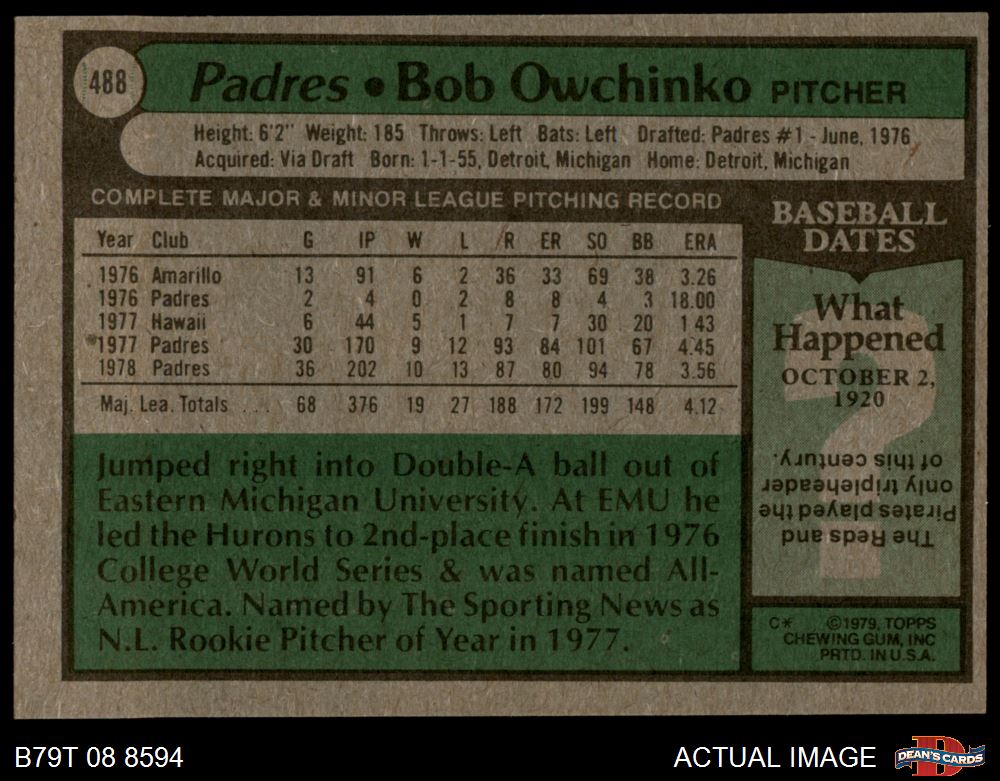 488
Padres • Bob Owchinko PITCHER
Height: 6'2" Weight: 185 Throws: Left Bats: Left Drafted: Padres #1 - June, 1976
Acquired: Via Draft Born: 1-1-55, Detroit, Michigan Home: Detroit, Michigan
COMPLETE MAJOR & MINOR LEAGUE PITCHING RECORD
Year Club G IP W L R ER SO BB ERA
1976 Amarillo 13 91 6 2 36 33 69 38 3.26
1976 Padres 2 4 0 2 8 8 4 3 18.00
1977 Hawaii 6 44 5 1 7 7 30 20 1 43
1977 Padres 30 170 9 12 93 84 101 67 4.45
1978 Padres 36 202 10 13 87 80 94 78 3.56
Maj. Lea. Totals ... 68 376 19 27 188 172 199 148 4.12
Jumped right into Double-A ball out of
Eastern Michigan University. At EMU he
led the Hurons to 2nd-place finish in 1976
College World Series & was named All-
America. Named by The Sporting News as
N.L. Rookie Pitcher of Year in 1977.
BASEBALL
DATES
What
Happened
OCTOBER 2,
1920
?
The Reds and
Pirates played the
only tripleheader
of this century.
C* ©1979, TOPPS
CHEWING GUM, INC
PRTD. IN U.S.A.
B79T 08 8594
ACTUAL IMAGE
D
DEAN'S CARDS